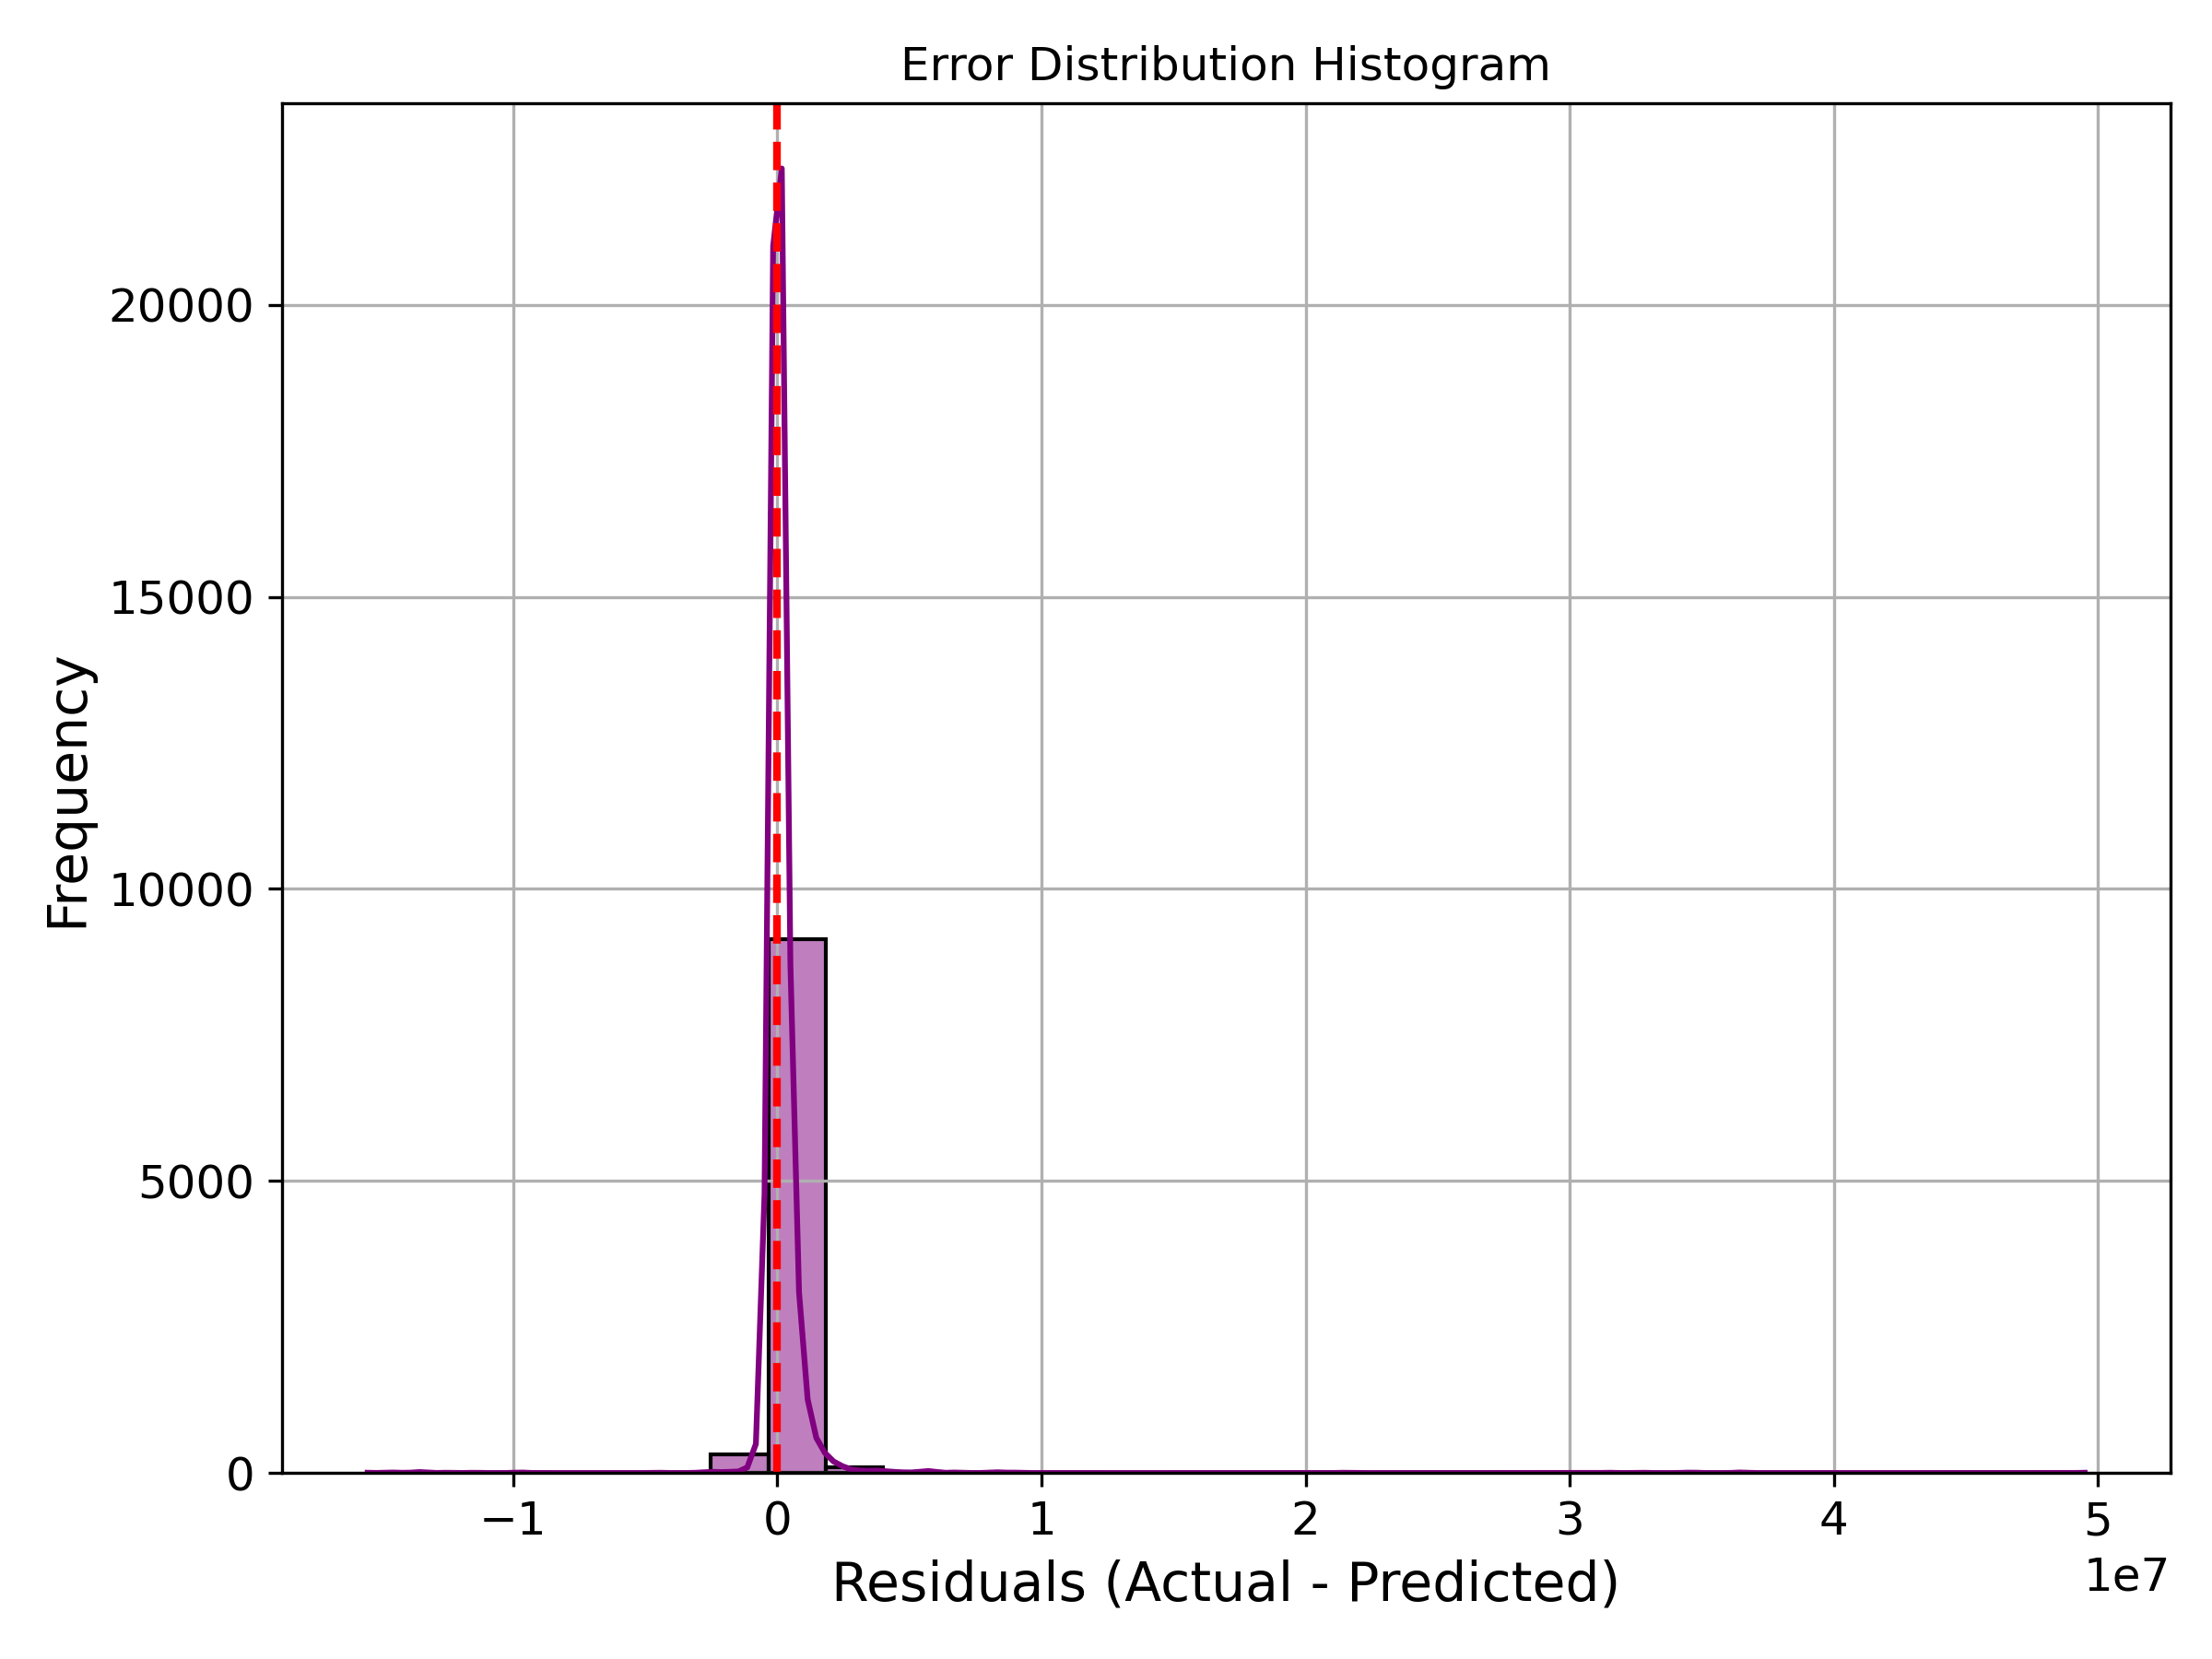 Error Distribution Histogram
Frequency
20000
15000
10000
5000
0
−1 0 1 2 3 4 5
1e7
Residuals (Actual - Predicted)